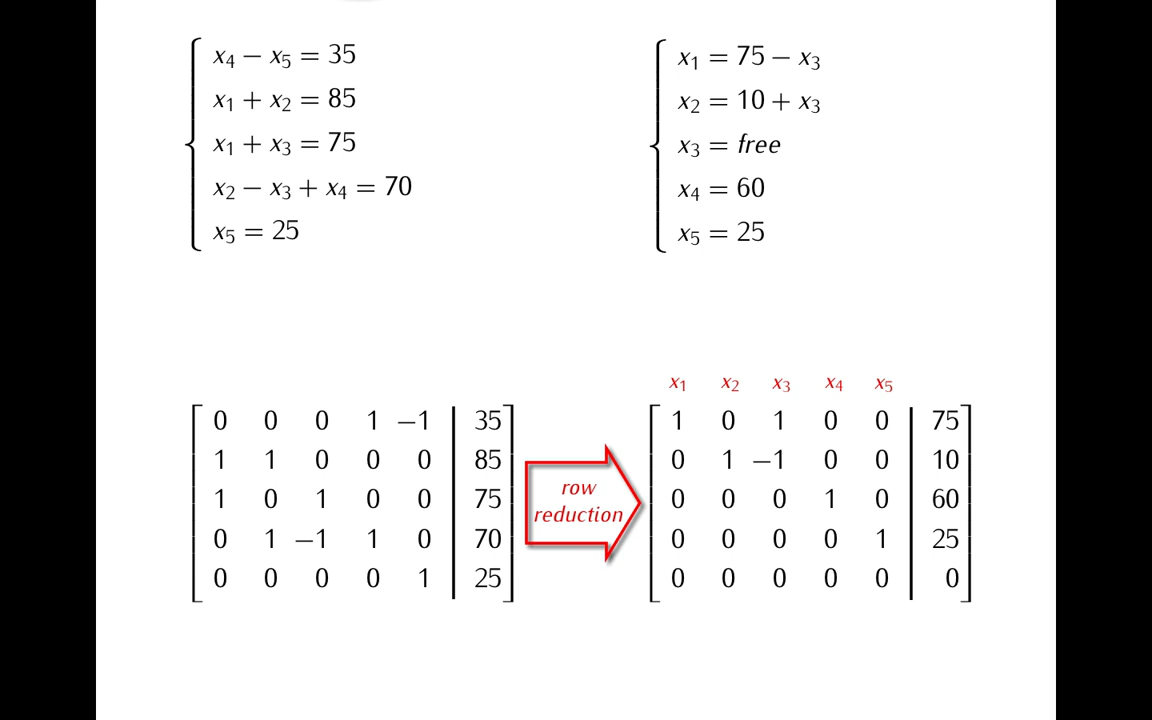 x₄ − x₅ = 35
x₁ + x₂ = 85
x₁ + x₃ = 75
x₂ − x₃ + x₄ = 70
x₅ = 25
x₁ = 75 − x₃
x₂ = 10 + x₃
x₃ = free
x₄ = 60
x₅ = 25
0 0 0 1 −1 35
1 1 0 0 0 85
1 0 1 0 0 75
0 1 −1 1 0 70
0 0 0 0 1 25
row
reduction
x₁ x₂ x₃ x₄ x₅
1 0 1 0 0 75
0 1 −1 0 0 10
0 0 0 1 0 60
0 0 0 0 1 25
0 0 0 0 0 0